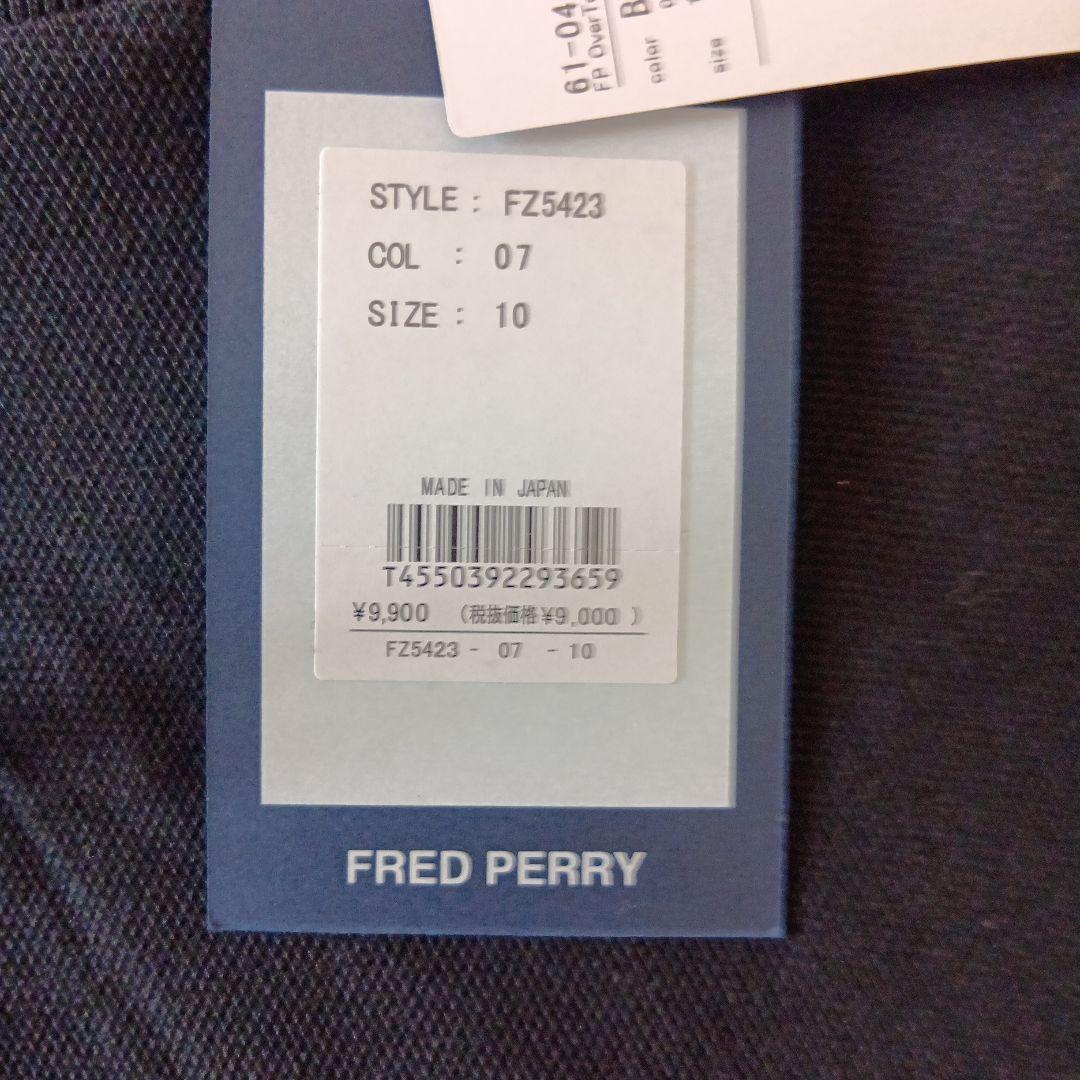 61-04
FP OverT
color B
size
STYLE : FZ5423
COL : 07
SIZE : 10
MADE IN JAPAN
T4550392293659
¥9,900 (税抜価格¥9,000 )
FZ5423 - 07 - 10
FRED PERRY